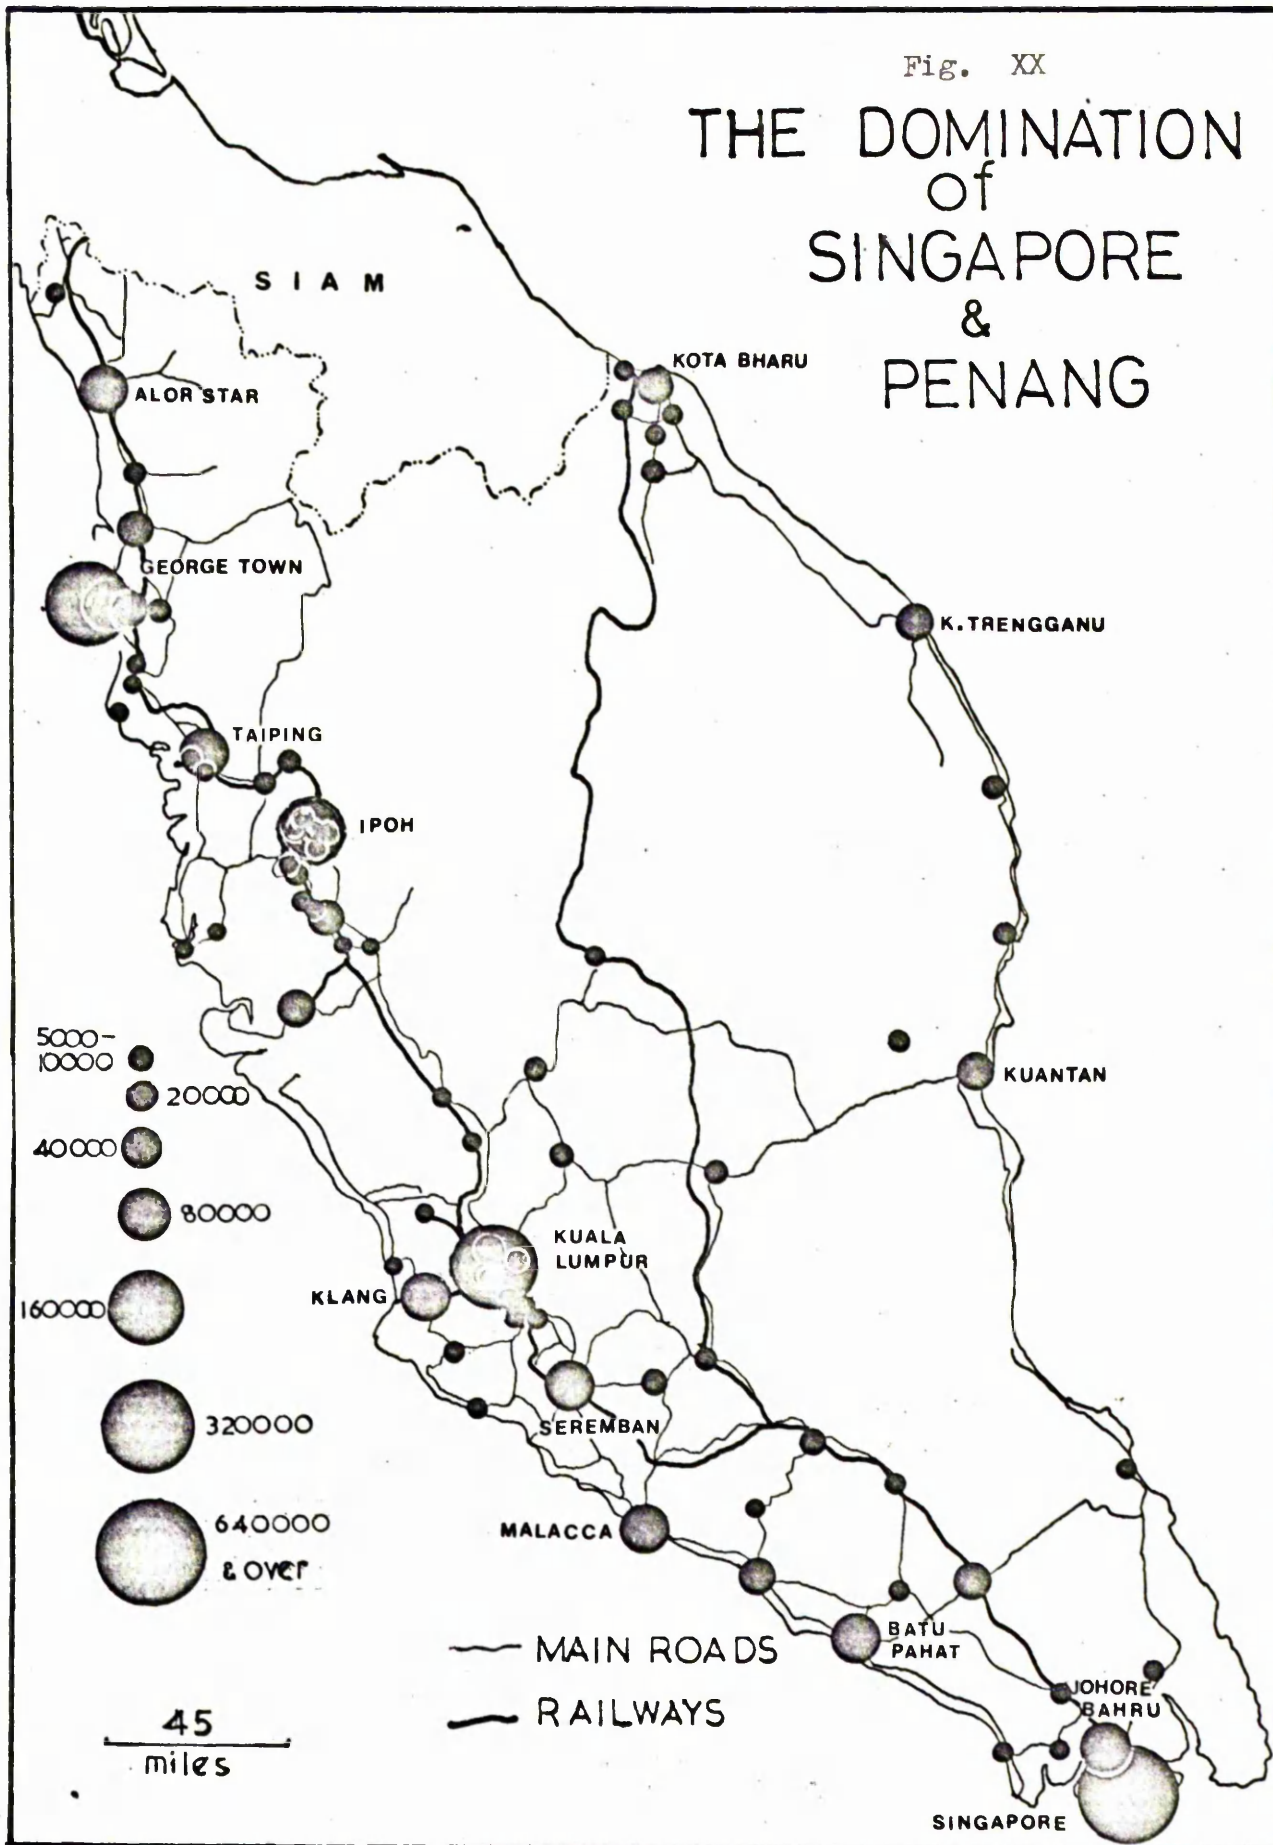 Fig. XX
THE DOMINATION
of
SINGAPORE
&
PENANG
SIAM
KOTA BHARU
ALOR STAR
GEORGE TOWN
K. TRENGGANU
TAIPING
IPOH
5000-
10000
20000
40000
80000
160000
320000
640000
& over
KUANTAN
KUALA
LUMPUR
KLANG
SEREMBAN
MALACCA
BATU
PAHAT
JOHORE
BAHRU
SINGAPORE
MAIN ROADS
RAILWAYS
45
miles